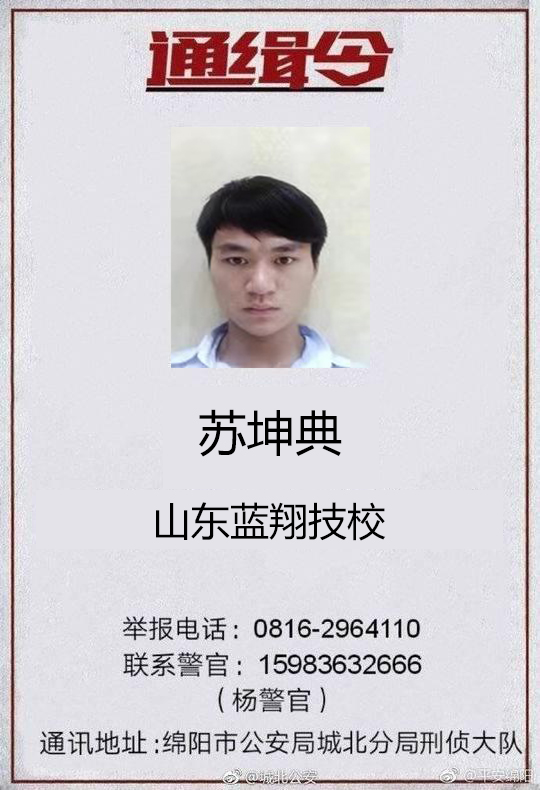 通缉令
苏坤典
山东蓝翔技校
举报电话：0816-2964110
联系警官：15983632666
（杨警官）
通讯地址:绵阳市公安局城北分局刑侦大队
@城北公安
@平安绵阳